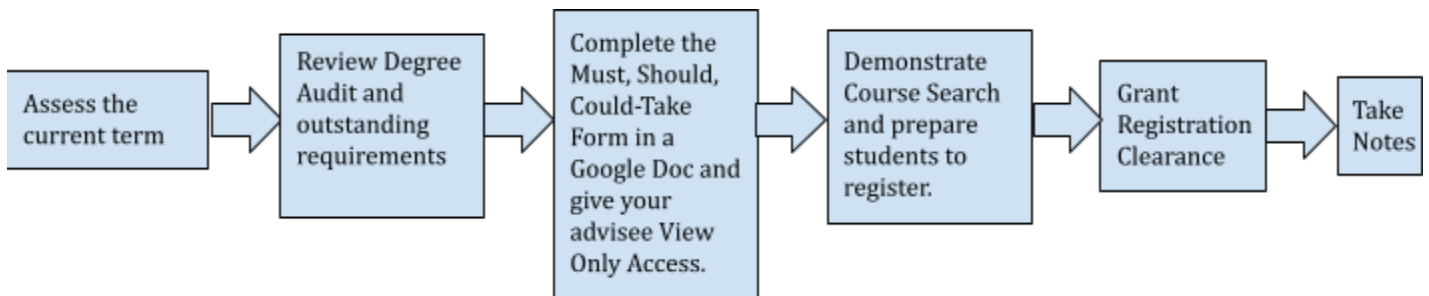 Assess the
current term
Review Degree
Audit and
outstanding
requirements
Complete the
Must, Should,
Could-Take
Form in a
Google Doc and
give your
advisee View
Only Access.
Demonstrate
Course Search
and prepare
students to
register.
Grant
Registration
Clearance
Take
Notes